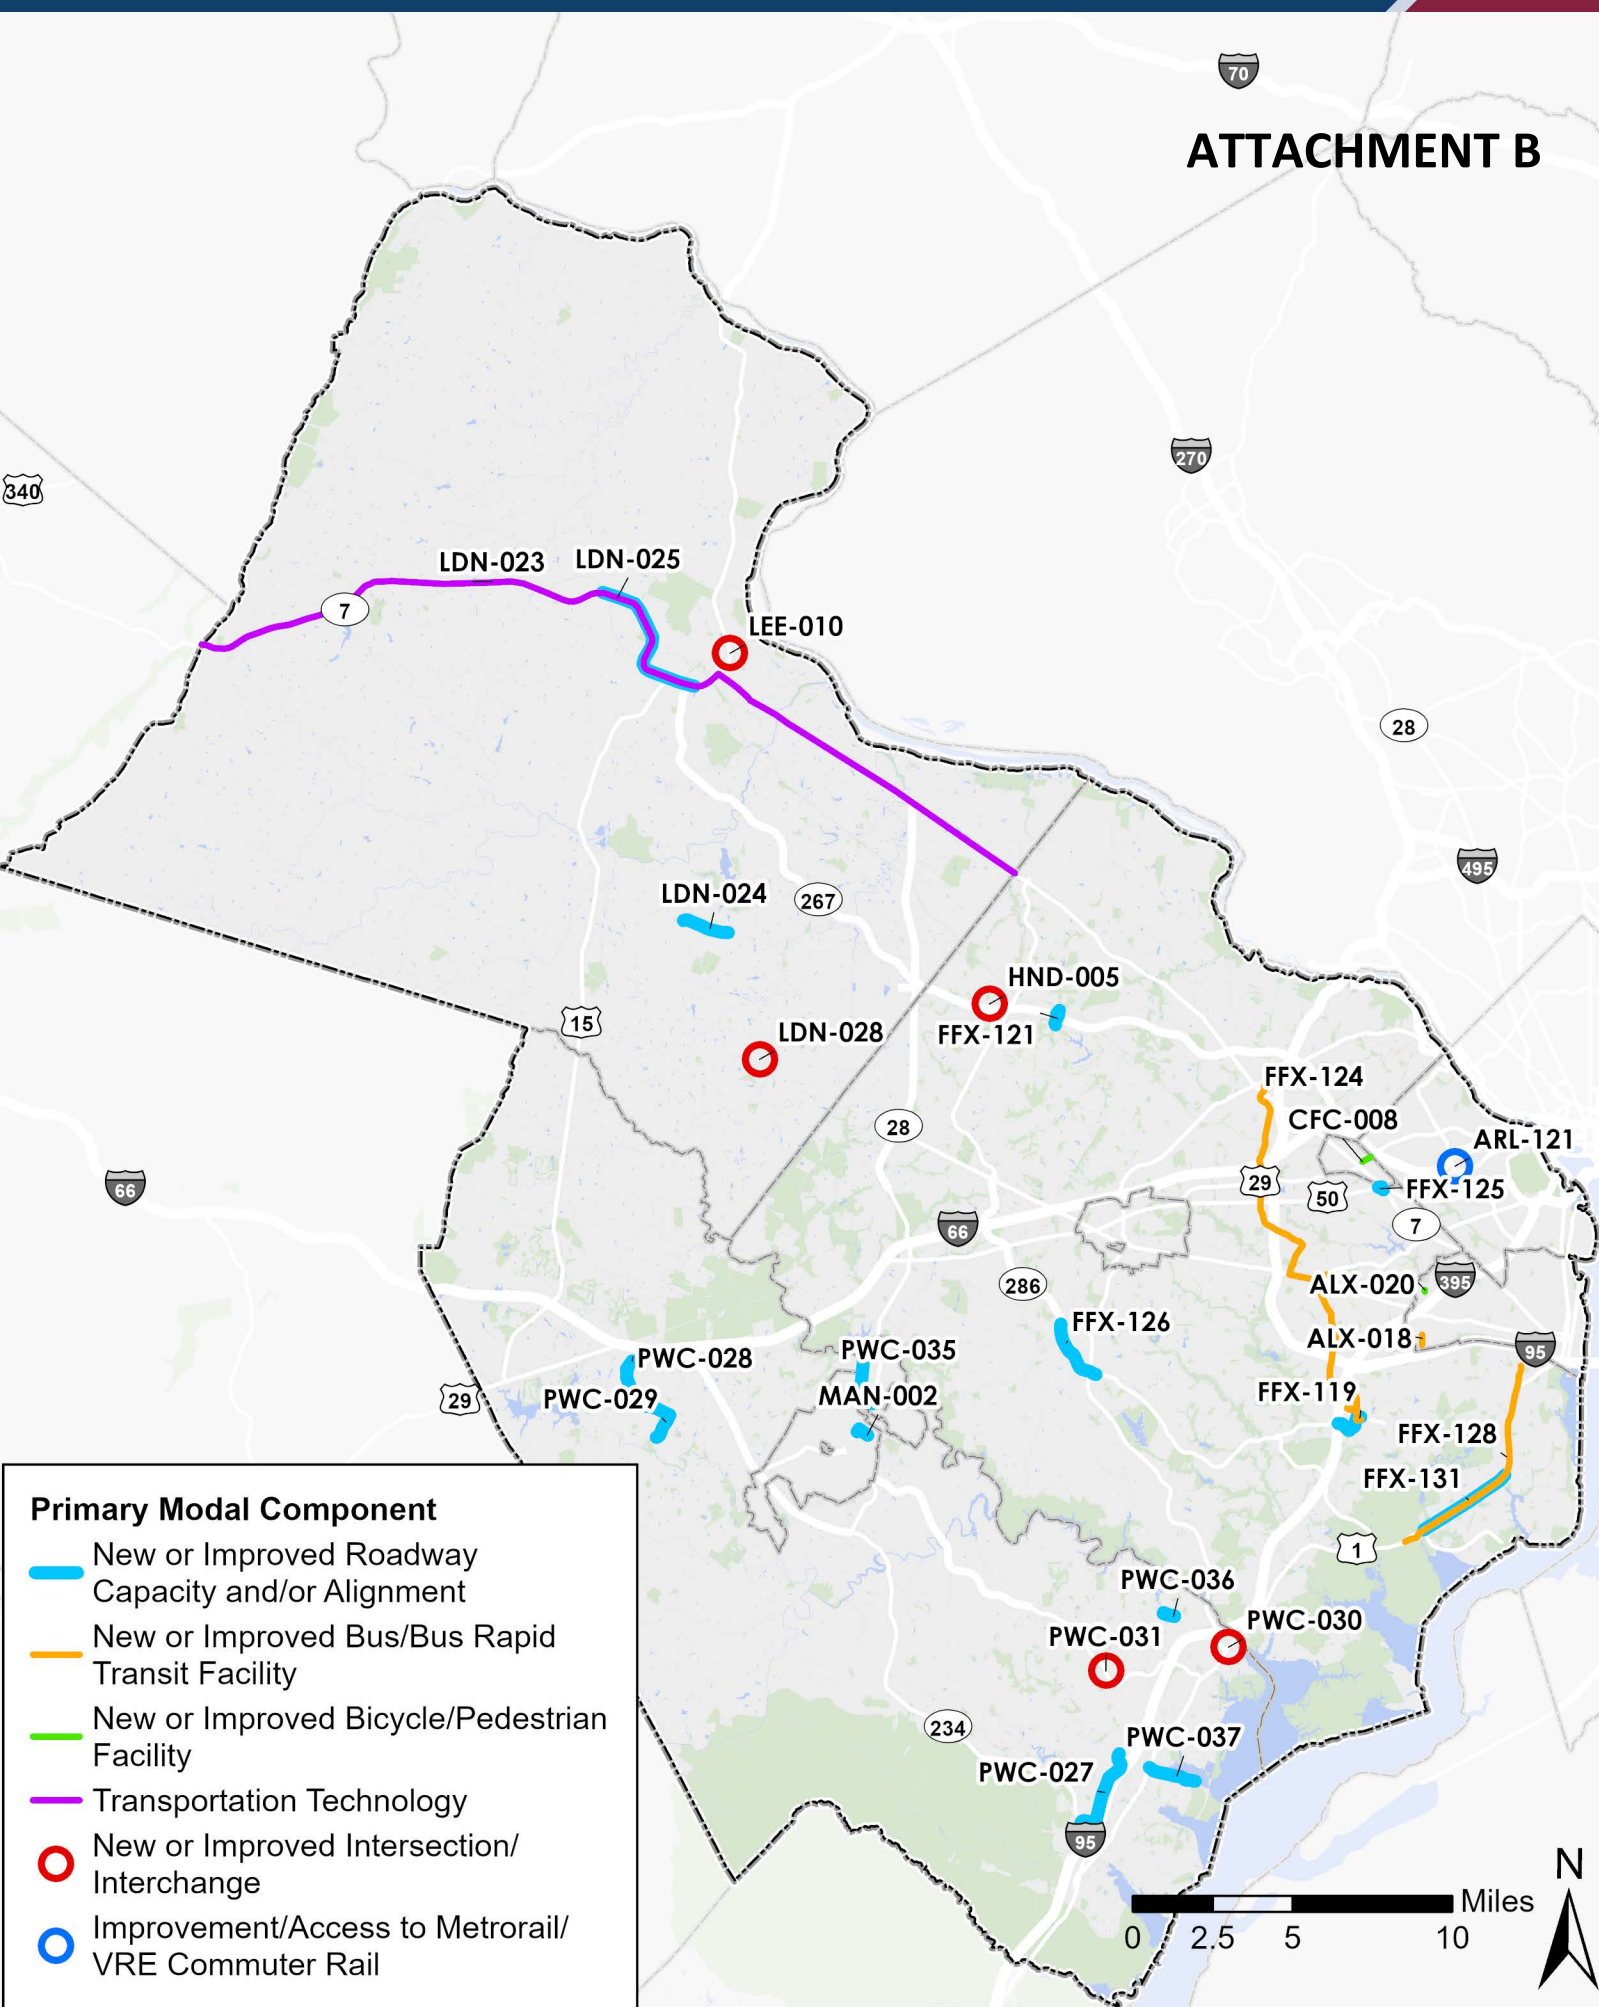 70
ATTACHMENT B
270
340
LDN-023
LDN-025
7
LEE-010
28
495
LDN-024
267
HND-005
FFX-121
15
LDN-028
FFX-124
28
CFC-008
ARL-121
66
29
50
FFX-125
7
66
286
ALX-020
395
FFX-126
ALX-018
95
PWC-035
PWC-028
29
PWC-029
MAN-002
FFX-119
FFX-128
FFX-131
1
PWC-036
PWC-030
PWC-031
234
PWC-037
PWC-027
95
Primary Modal Component
New or Improved Roadway
Capacity and/or Alignment
New or Improved Bus/Bus Rapid
Transit Facility
New or Improved Bicycle/Pedestrian
Facility
Transportation Technology
New or Improved Intersection/
Interchange
Improvement/Access to Metrorail/
VRE Commuter Rail
N
Miles
0 2.5 5 10